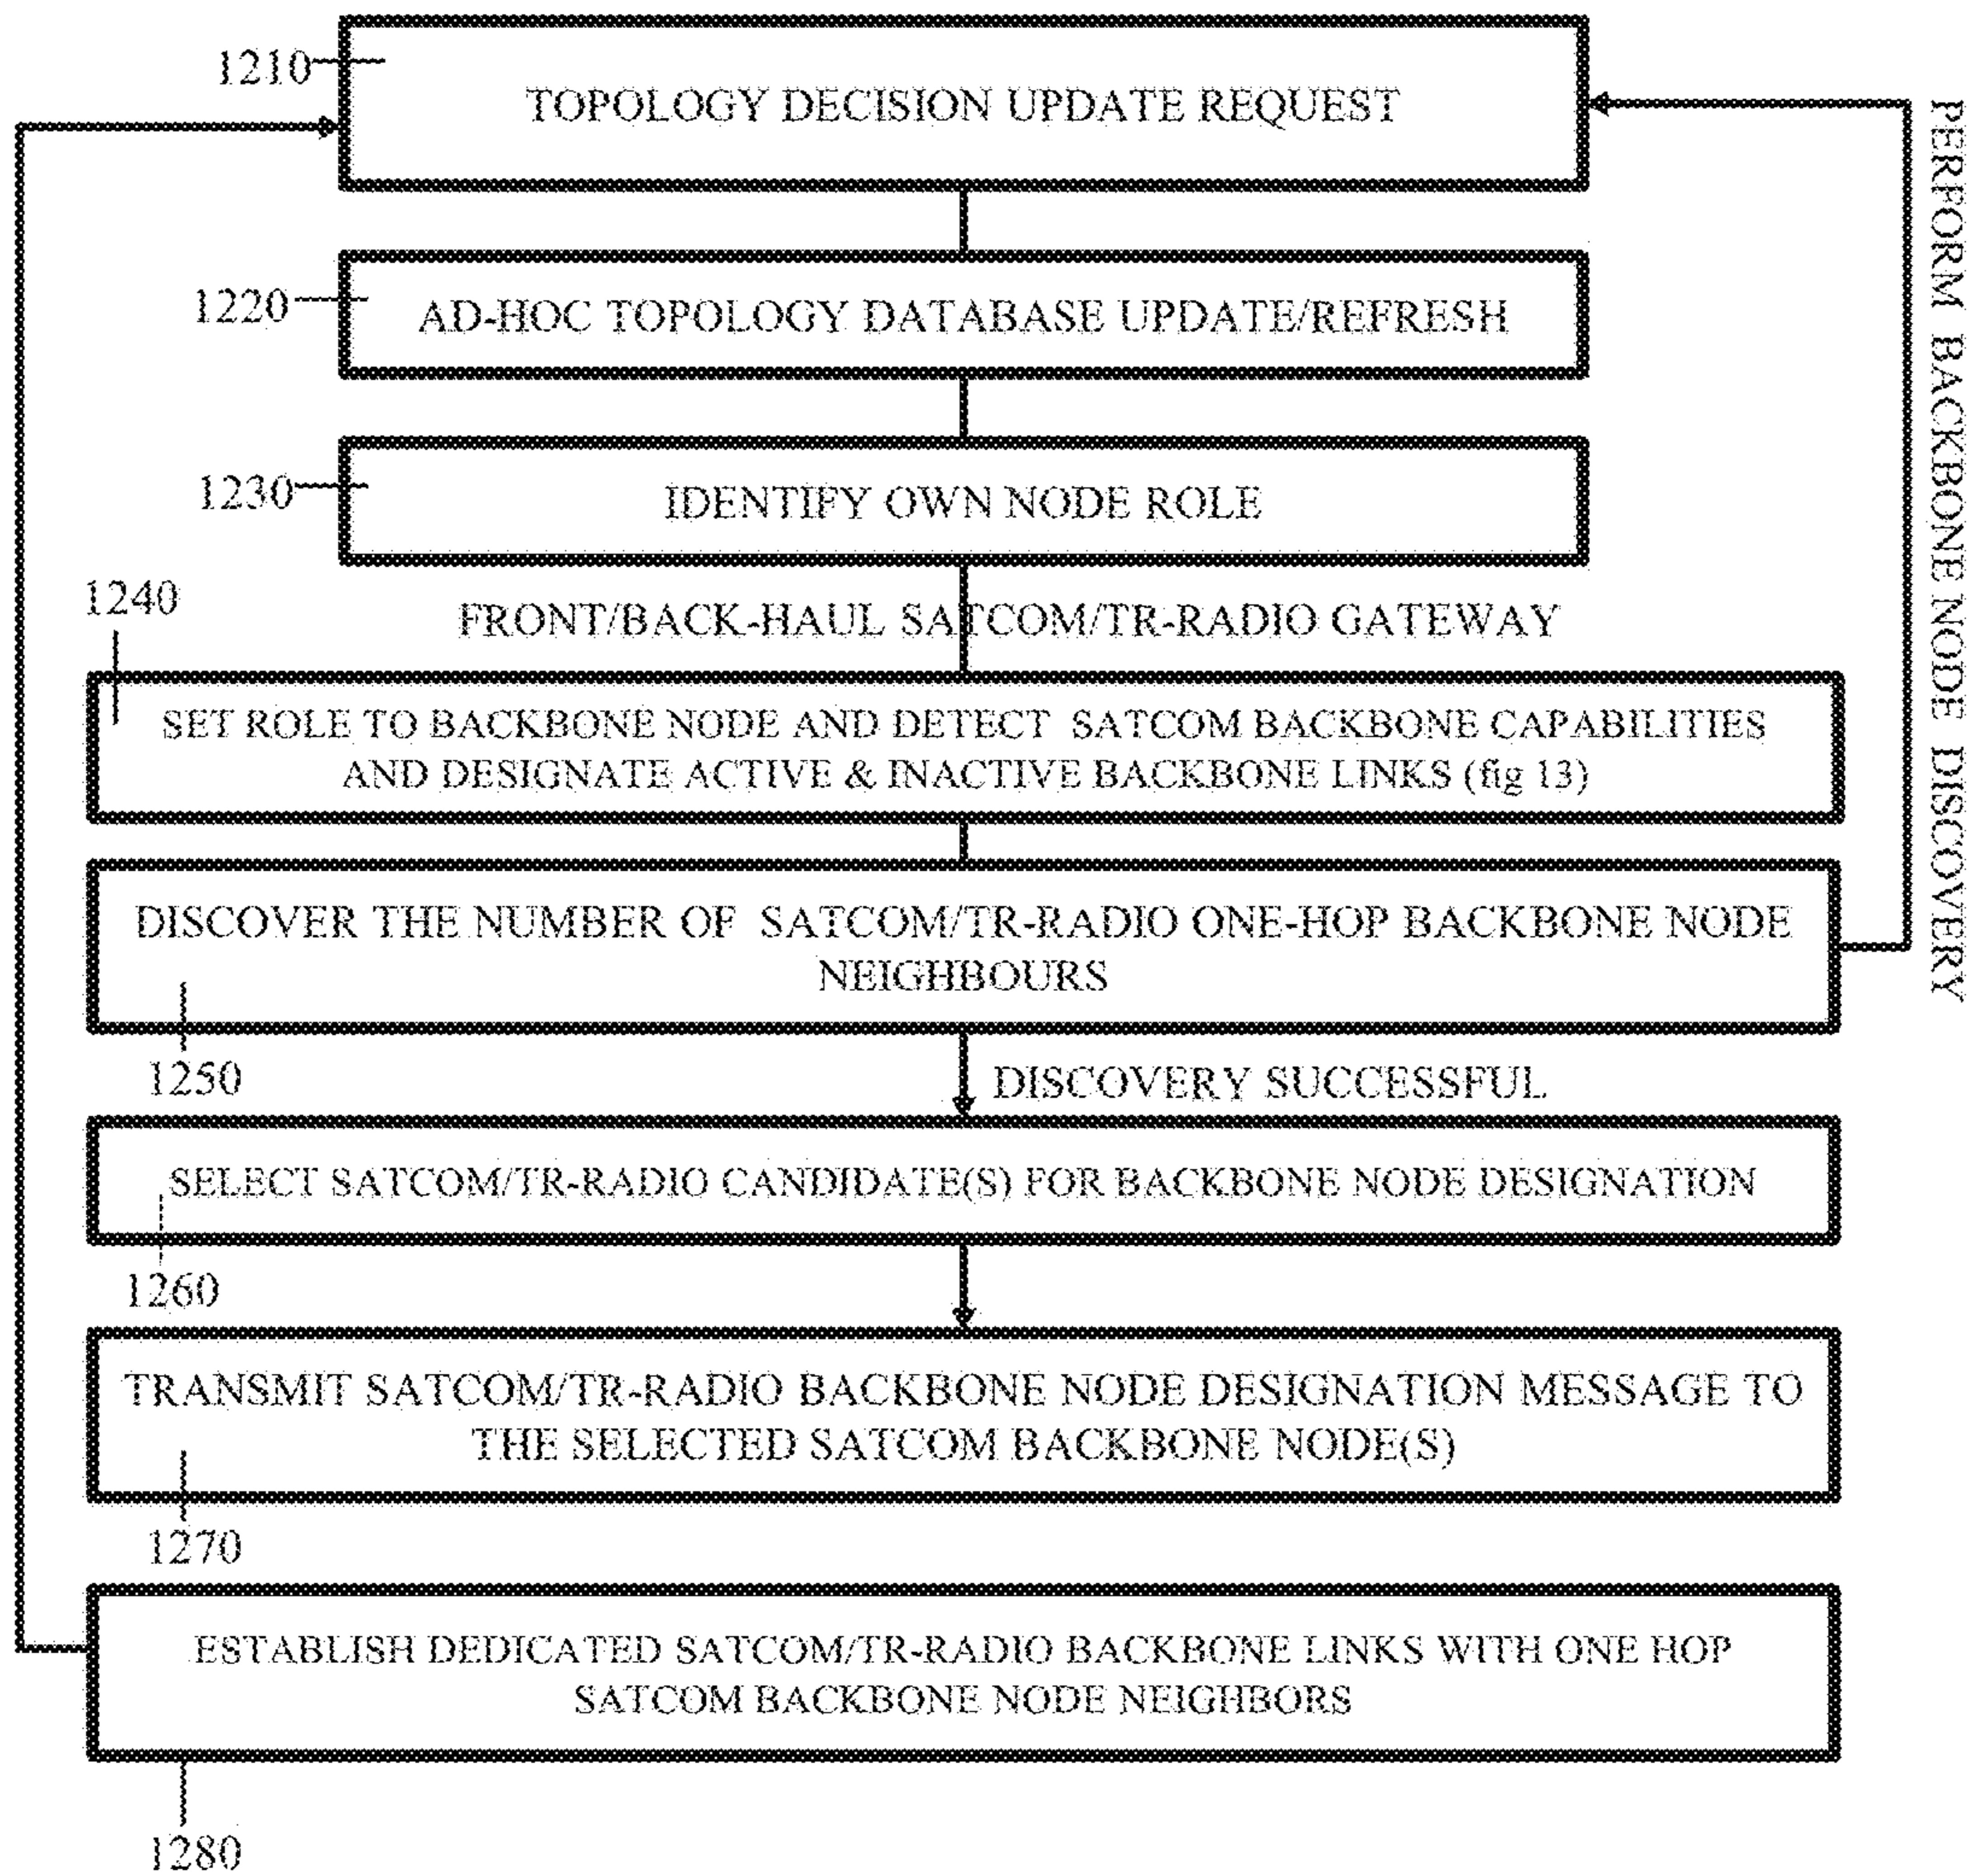 1210
TOPOLOGY DECISION UPDATE REQUEST
1220
AD-HOC TOPOLOGY DATABASE UPDATE/REFRESH
1230
IDENTIFY OWN NODE ROLE
FRONT/BACK-HAUL SATCOM/TR-RADIO GATEWAY
1240
SET ROLE TO BACKBONE NODE AND DETECT SATCOM BACKBONE CAPABILITIES
AND DESIGNATE ACTIVE & INACTIVE BACKBONE LINKS (fig 13)
DISCOVER THE NUMBER OF SATCOM/TR-RADIO ONE-HOP BACKBONE NODE
NEIGHBOURS
1250
PERFORM BACKBONE NODE DISCOVERY
DISCOVERY SUCCESSFUL
SELECT SATCOM/TR-RADIO CANDIDATE(S) FOR BACKBONE NODE DESIGNATION
1260
TRANSMIT SATCOM/TR-RADIO BACKBONE NODE DESIGNATION MESSAGE TO
THE SELECTED SATCOM BACKBONE NODE(S)
1270
ESTABLISH DEDICATED SATCOM/TR-RADIO BACKBONE LINKS WITH ONE HOP
SATCOM BACKBONE NODE NEIGHBORS
1280